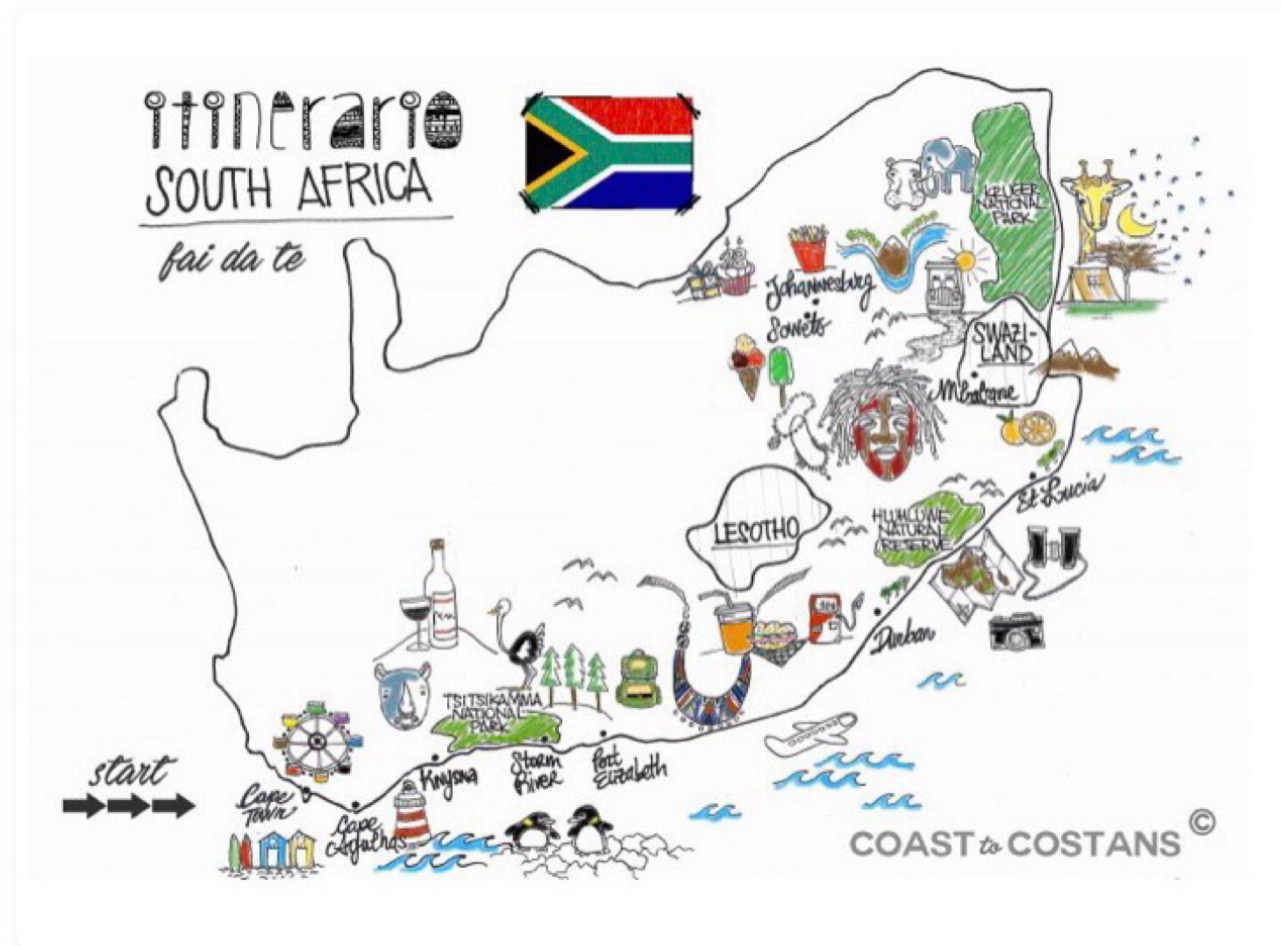 itinerario
SOUTH AFRICA
fai da te
KRUGER
NATIONAL
PARK
Johannesburg
Soweto
SWAZI-
LAND
M'babane
St Lucia
LESOTHO
HLUHLUWE
NATURAL
RESERVE
Durban
TSITSIKAMMA
NATIONAL
PARK
start
Cape
Town
Cape
Agulhas
Knysna
Storm
River
Port
Elizabeth
COAST to COSTANS ©